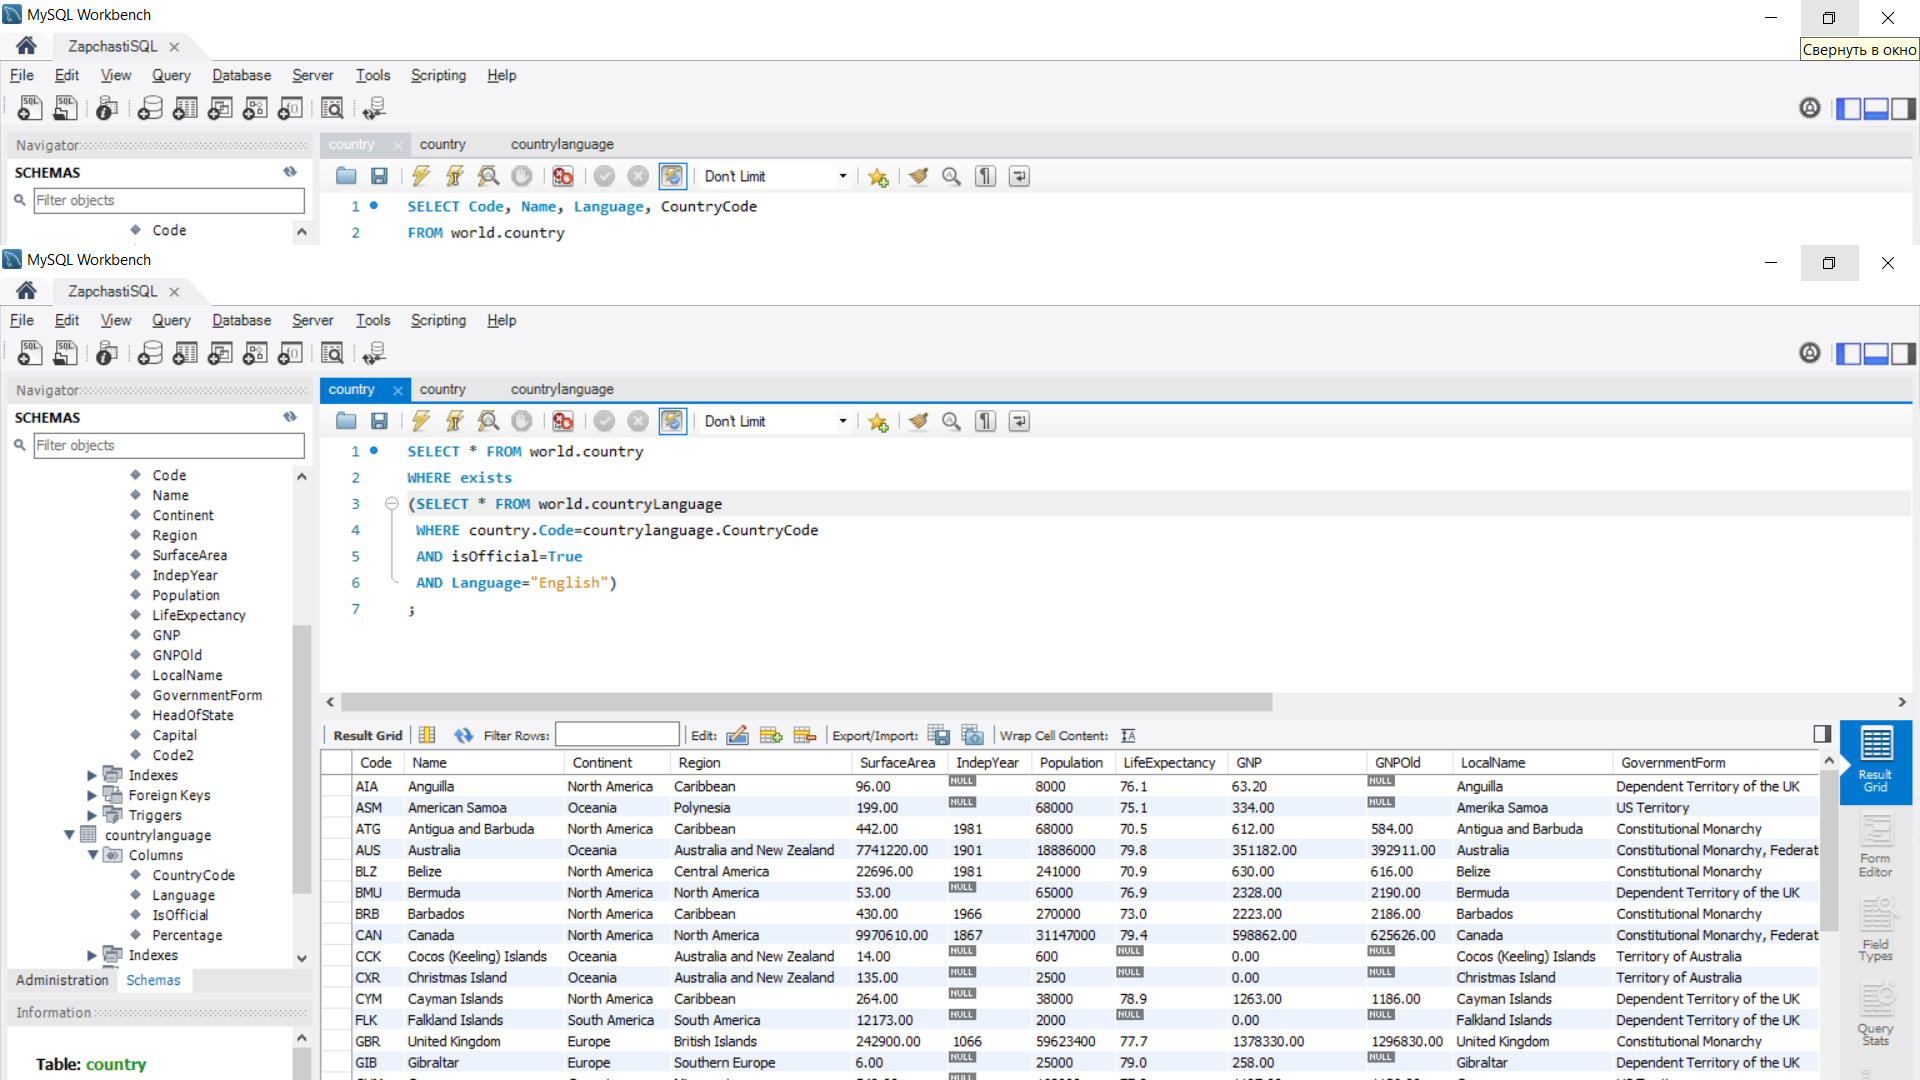 MySQL Workbench
ZapchastiSQL
Свернуть в окно
File Edit View Query Database Server Tools Scripting Help
Navigator
country country countrylanguage
SCHEMAS
Don't Limit
Filter objects
1 SELECT Code, Name, Language, CountryCode
Code
2 FROM world.country
MySQL Workbench
ZapchastiSQL
File Edit View Query Database Server Tools Scripting Help
Navigator
country country countrylanguage
SCHEMAS
Don't Limit
Filter objects
1 SELECT * FROM world.country
2 WHERE exists
3 (SELECT * FROM world.countryLanguage
4 WHERE country.Code=countrylanguage.CountryCode
5 AND isOfficial=True
6 AND Language="English")
7 ;
Code
Name
Continent
Region
SurfaceArea
IndepYear
Population
LifeExpectancy
GNP
GNPOld
LocalName
GovernmentForm
HeadOfState
Capital
Code2
Indexes
Foreign Keys
Triggers
countrylanguage
Columns
CountryCode
Language
IsOfficial
Percentage
Indexes
Administration Schemas
Information
Table: country
Result Grid Filter Rows: Edit: Export/Import: Wrap Cell Content:
Code Name Continent Region SurfaceArea IndepYear Population LifeExpectancy GNP GNPOld LocalName GovernmentForm
AIA Anguilla North America Caribbean 96.00 NULL 8000 76.1 63.20 NULL Anguilla Dependent Territory of the UK
ASM American Samoa Oceania Polynesia 199.00 NULL 68000 75.1 334.00 NULL Amerika Samoa US Territory
ATG Antigua and Barbuda North America Caribbean 442.00 1981 68000 70.5 612.00 584.00 Antigua and Barbuda Constitutional Monarchy
AUS Australia Oceania Australia and New Zealand 7741220.00 1901 18886000 79.8 351182.00 392911.00 Australia Constitutional Monarchy, Federat
BLZ Belize North America Central America 22696.00 1981 241000 70.9 630.00 616.00 Belize Constitutional Monarchy
BMU Bermuda North America North America 53.00 NULL 65000 76.9 2328.00 2190.00 Bermuda Dependent Territory of the UK
BRB Barbados North America Caribbean 430.00 1966 270000 73.0 2223.00 2186.00 Barbados Constitutional Monarchy
CAN Canada North America North America 9970610.00 1867 31147000 79.4 598862.00 625626.00 Canada Constitutional Monarchy, Federat
CCK Cocos (Keeling) Islands Oceania Australia and New Zealand 14.00 NULL 600 NULL 0.00 NULL Cocos (Keeling) Islands Territory of Australia
CXR Christmas Island Oceania Australia and New Zealand 135.00 NULL 2500 NULL 0.00 NULL Christmas Island Territory of Australia
CYM Cayman Islands North America Caribbean 264.00 NULL 38000 78.9 1263.00 1186.00 Cayman Islands Dependent Territory of the UK
FLK Falkland Islands South America South America 12173.00 NULL 2000 NULL 0.00 NULL Falkland Islands Dependent Territory of the UK
GBR United Kingdom Europe British Islands 242900.00 1066 59623400 77.7 1378330.00 1296830.00 United Kingdom Constitutional Monarchy
GIB Gibraltar Europe Southern Europe 6.00 NULL 25000 79.0 258.00 NULL Gibraltar Dependent Territory of the UK
Result
Grid
Form
Editor
Field
Types
Query
Stats